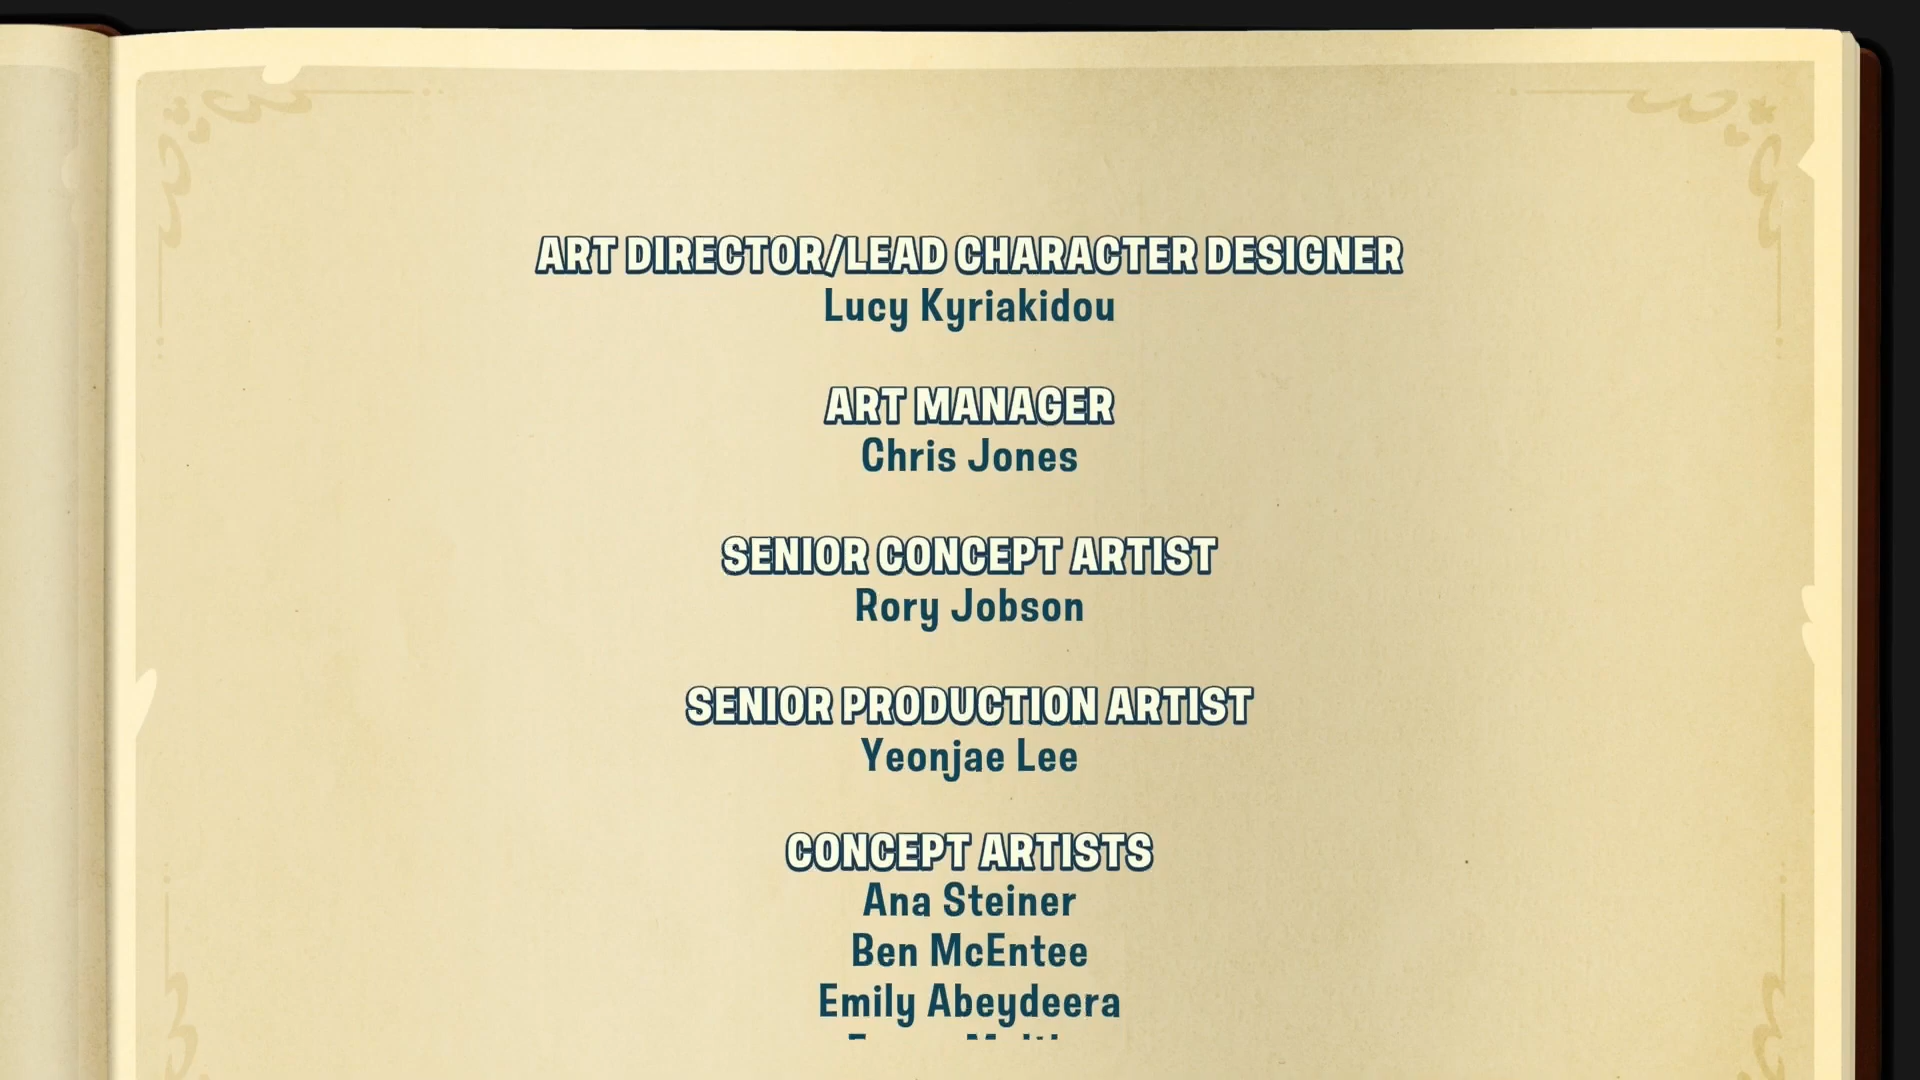 ART DIRECTOR/LEAD CHARACTER DESIGNER
Lucy Kyriakidou
ART MANAGER
Chris Jones
SENIOR CONCEPT ARTIST
Rory Jobson
SENIOR PRODUCTION ARTIST
Yeonjae Lee
CONCEPT ARTISTS
Ana Steiner
Ben McEntee
Emily Abeydeera